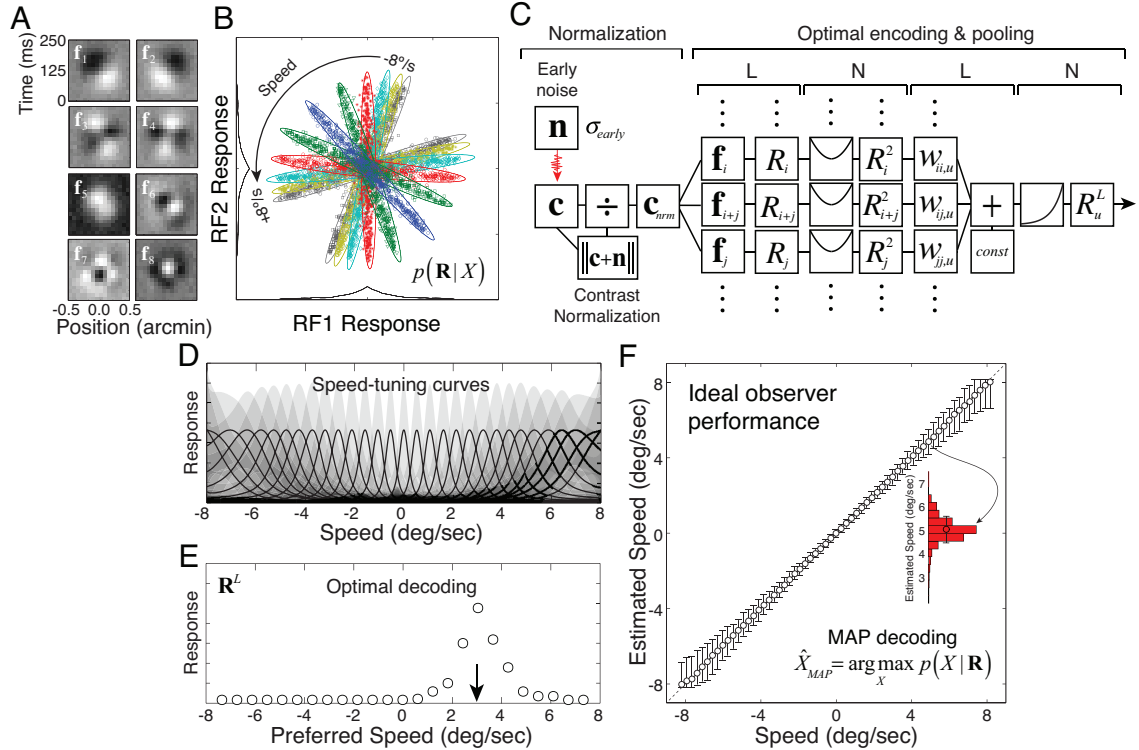 A
Time (ms)
250
125
0
f1
f2
f3
f4
f5
f6
f7
f8
-0.5 0.0 0.5
Position (arcmin)
B
RF2 Response
Speed
-8°/s
+8°/s
p(R|X)
RF1 Response
C
Normalization
Optimal encoding & pooling
Early
noise
L N L N
n
σearly
c ÷ cnrm
‖c+n‖
Contrast
Normalization
fi Ri Ri² wii,u
fi+j Ri+j R²i+j wij,u + RuL
fj Rj Rj² wjj,u const
D
Speed-tuning curves
Response
-8 -6 -4 -2 0 2 4 6 8
Speed (deg/sec)
E
RL
Optimal decoding
Response
-8 -6 -4 -2 0 2 4 6 8
Preferred Speed (deg/sec)
F
Ideal observer
performance
Estimated Speed (deg/sec)
8
4
0
-4
-8
Estimated Speed (deg/sec)
7
6
5
4
3
MAP decoding
X̂MAP = arg max p(X|R)
X
-8 -4 0 4 8
Speed (deg/sec)